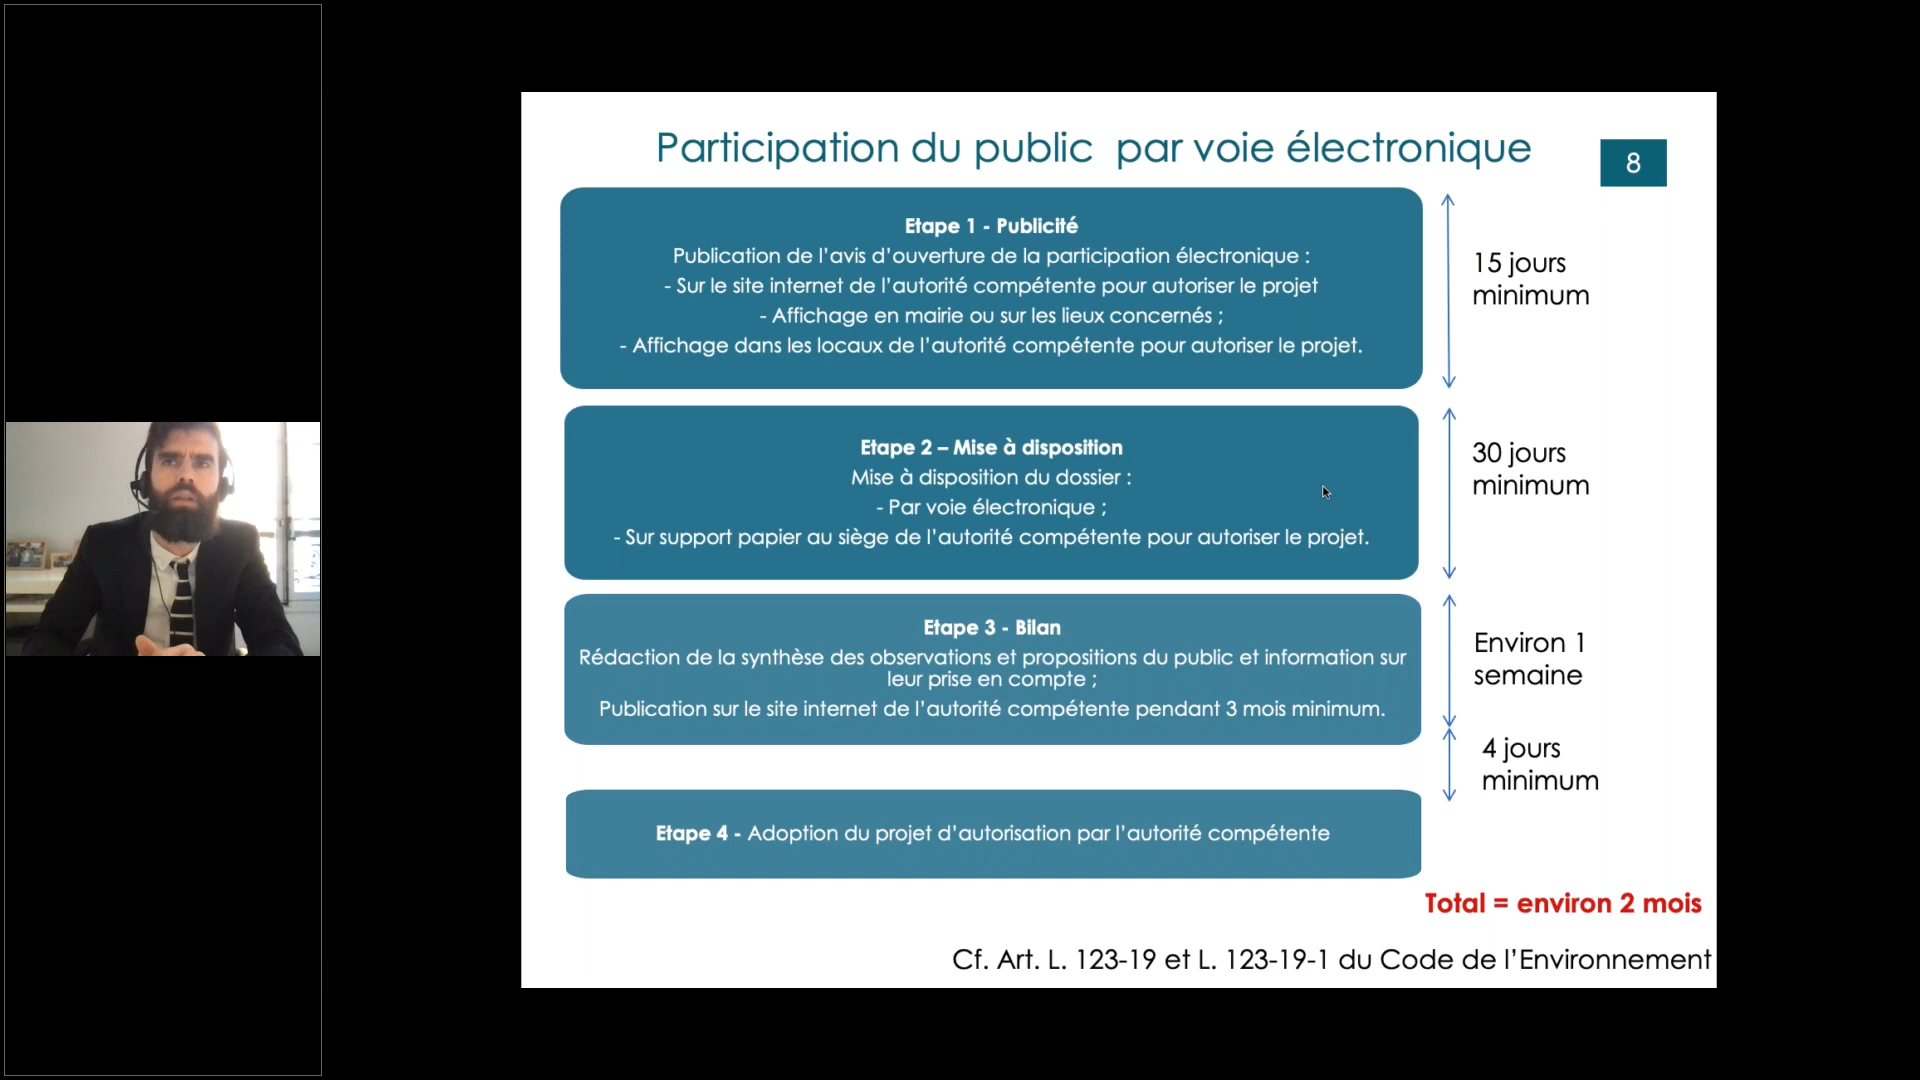 Participation du public  par voie électronique
8
Etape 1 - Publicité
Publication de l’avis d’ouverture de la participation électronique :
- Sur le site internet de l’autorité compétente pour autoriser le projet
- Affichage en mairie ou sur les lieux concernés ;
- Affichage dans les locaux de l’autorité compétente pour autoriser le projet.
15 jours
minimum
Etape 2 – Mise à disposition
Mise à disposition du dossier :
- Par voie électronique ;
- Sur support papier au siège de l’autorité compétente pour autoriser le projet.
30 jours
minimum
Etape 3 - Bilan
Rédaction de la synthèse des observations et propositions du public et information sur
leur prise en compte ;
Publication sur le site internet de l’autorité compétente pendant 3 mois minimum.
Environ 1
semaine
4 jours
minimum
Etape 4 - Adoption du projet d’autorisation par l’autorité compétente
Total = environ 2 mois
Cf. Art. L. 123-19 et L. 123-19-1 du Code de l’Environnement